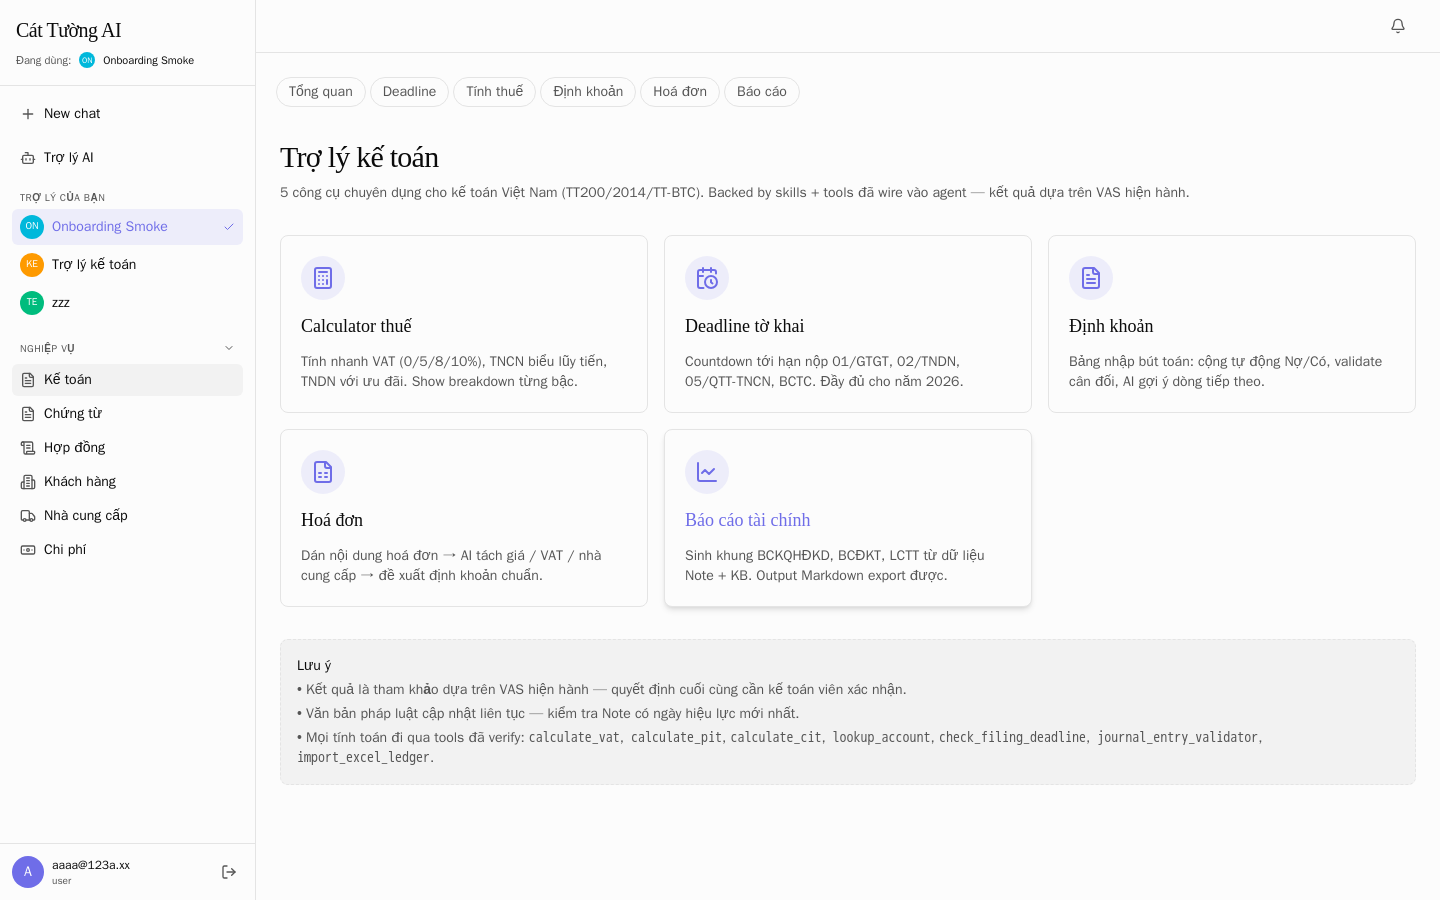 Cát Tường AI
Đang dùng: ON Onboarding Smoke
New chat
Trợ lý AI
TRỢ LÝ CỦA BẠN
ON Onboarding Smoke
KE Trợ lý kế toán
TE zzz
NGHIỆP VỤ
Kế toán
Chứng từ
Hợp đồng
Khách hàng
Nhà cung cấp
Chi phí
A aaaa@123a.xx
user
Tổng quan Deadline Tính thuế Định khoản Hoá đơn Báo cáo
Trợ lý kế toán
5 công cụ chuyên dụng cho kế toán Việt Nam (TT200/2014/TT-BTC). Backed by skills + tools đã wire vào agent — kết quả dựa trên VAS hiện hành.
Calculator thuế
Tính nhanh VAT (0/5/8/10%), TNCN biểu lũy tiến,
TNDN với ưu đãi. Show breakdown từng bậc.
Deadline tờ khai
Countdown tới hạn nộp 01/GTGT, 02/TNDN,
05/QTT-TNCN, BCTC. Đầy đủ cho năm 2026.
Định khoản
Bảng nhập bút toán: cộng tự động Nợ/Có, validate
cân đối, AI gợi ý dòng tiếp theo.
Hoá đơn
Dán nội dung hoá đơn → AI tách giá / VAT / nhà
cung cấp → đề xuất định khoản chuẩn.
Báo cáo tài chính
Sinh khung BCKQHĐKD, BCĐKT, LCTT từ dữ liệu
Note + KB. Output Markdown export được.
Lưu ý
• Kết quả là tham khảo dựa trên VAS hiện hành — quyết định cuối cùng cần kế toán viên xác nhận.
• Văn bản pháp luật cập nhật liên tục — kiểm tra Note có ngày hiệu lực mới nhất.
• Mọi tính toán đi qua tools đã verify: calculate_vat, calculate_pit, calculate_cit, lookup_account, check_filing_deadline, journal_entry_validator,
import_excel_ledger.